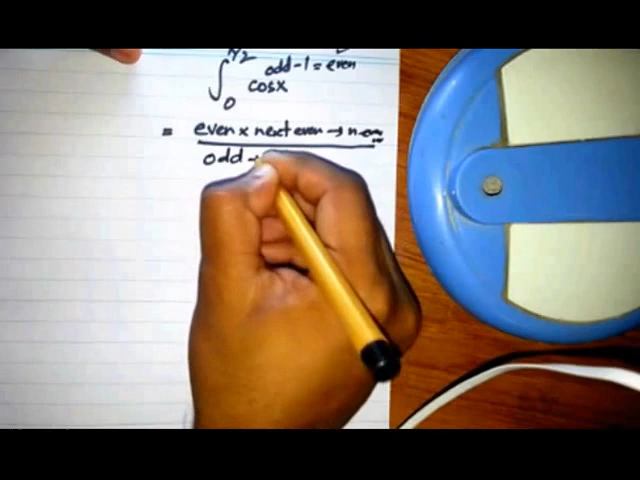 π/2
∫ cosx odd-1 = even
0
= even x next even → n-
odd